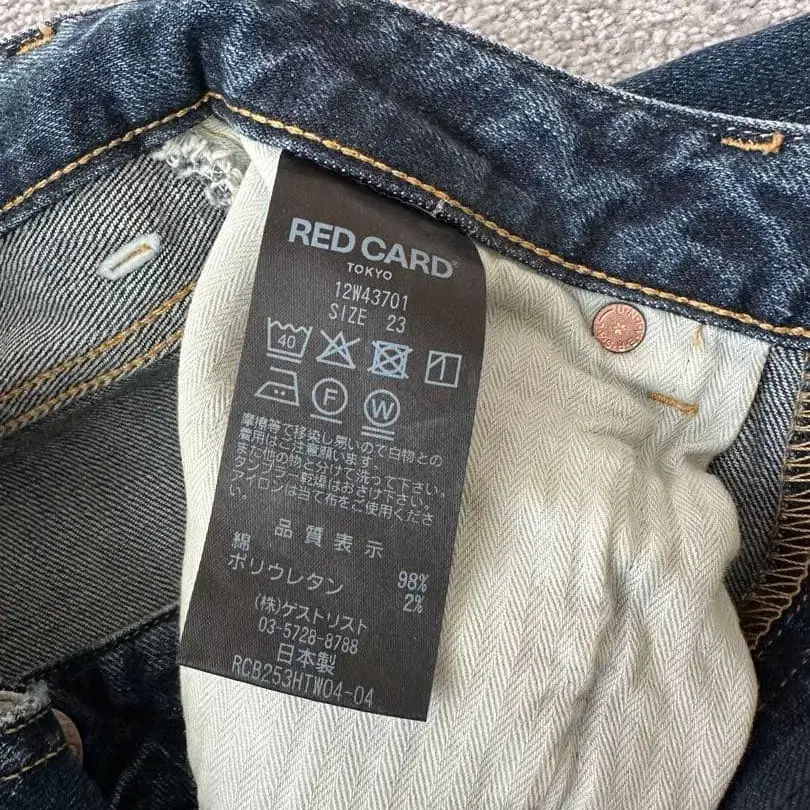 RED CARD
TOKYO
12W43701
SIZE 23
40
F
W
摩擦等で移染し易いので白物との
着用はご注意願います。
また他の物と分けて洗って下さい。
タンブラー乾燥はおさけ下さい。
アイロンは当て布をご使用くださ
い。
品質表示
綿 98%
ポリウレタン 2%
(株)ゲストリスト
03-5728-8788
日本製
RCB253HTW04-04